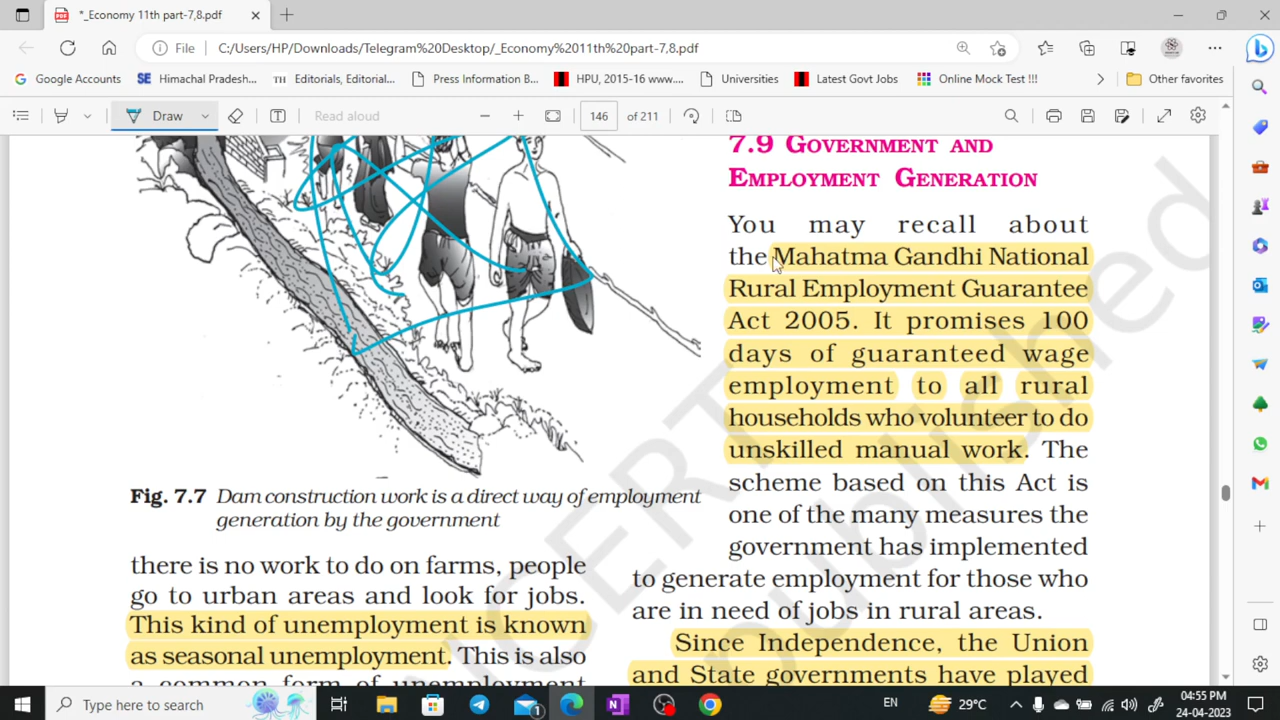 *_Economy 11th part-7,8.pdf
File C:/Users/HP/Downloads/Telegram%20Desktop/_Economy%2011th%20part-7,8.pdf
Google Accounts SE Himachal Pradesh... TH Editorials, Editorial... Press Information B... HPU, 2015-16 www.... Universities Latest Govt Jobs Online Mock Test !!! Other favorites
Draw Read aloud 146 of 211
7.9 GOVERNMENT AND
EMPLOYMENT GENERATION
You may recall about
the Mahatma Gandhi National
Rural Employment Guarantee
Act 2005. It promises 100
days of guaranteed wage
employment to all rural
households who volunteer to do
unskilled manual work. The
scheme based on this Act is
one of the many measures the
government has implemented
to generate employment for those who
are in need of jobs in rural areas.
Since Independence, the Union
and State governments have played
Fig. 7.7 Dam construction work is a direct way of employment
generation by the government
there is no work to do on farms, people
go to urban areas and look for jobs.
This kind of unemployment is known
as seasonal unemployment. This is also
a common form of unemployment
NCERT
published
Type here to search
1
EN
29°C
04:55 PM
24-04-2023